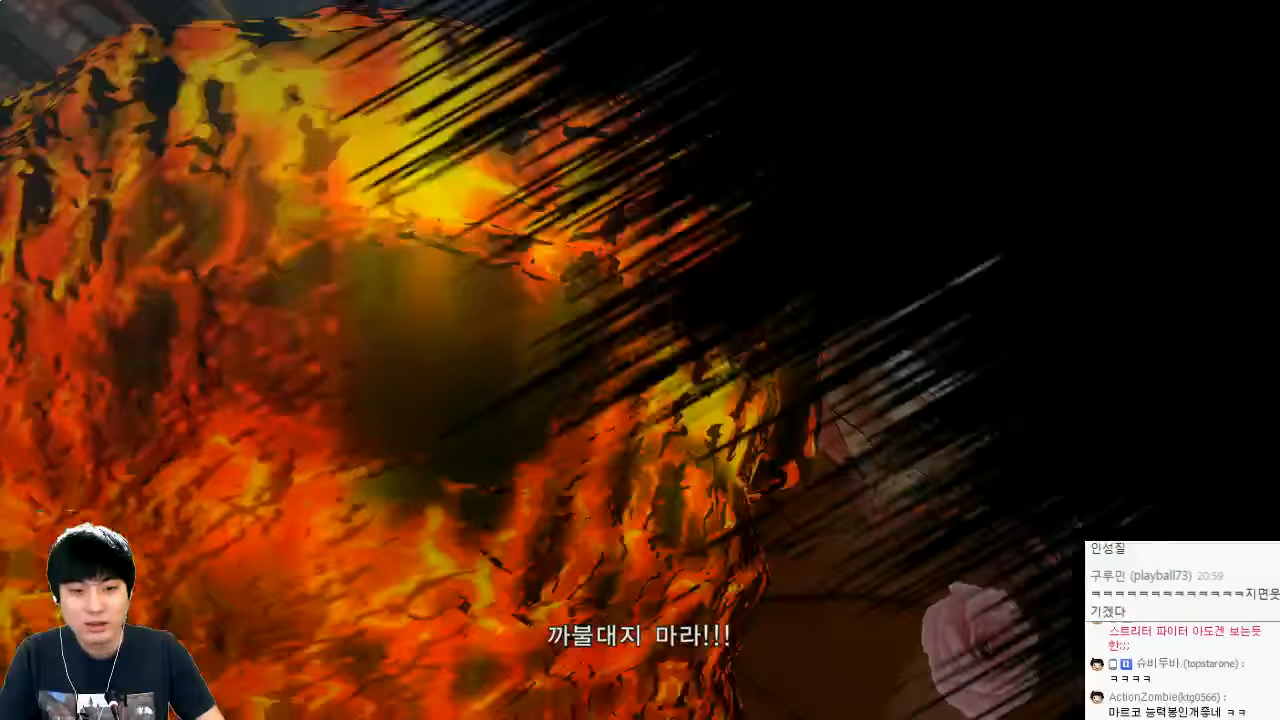 까불대지 마라!!!
인성질
구루민 (playball73) 20:59
ㅋㅋㅋㅋㅋㅋㅋㅋㅋㅋㅋㅋㅋ지면웃
기겠다
스트리터 파이터 아도겐 보는듯
한;;;
슈비두바.(topstarone) :
ㅋㅋㅋㅋ
ActionZombie(ktg0566) :
마르코 능력봉인개좋네 ㅋㅋ